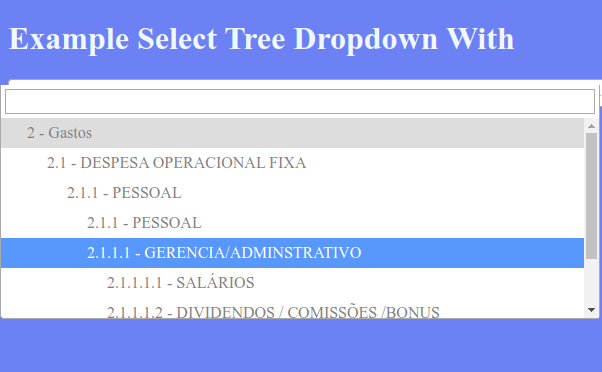 Example Select Tree Dropdown With
2 - Gastos
2.1 - DESPESA OPERACIONAL FIXA
2.1.1 - PESSOAL
2.1.1 - PESSOAL
2.1.1.1 - GERENCIA/ADMINSTRATIVO
2.1.1.1.1 - SALÁRIOS
2.1.1.1.2 - DIVIDENDOS / COMISSÕES /BONUS